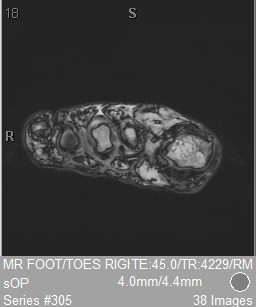 18
S
R
MR FOOT/TOES RIGHTE:45.0/TR:4229/RM
sOP
4.0mm/4.4mm
Series #305
38 Images